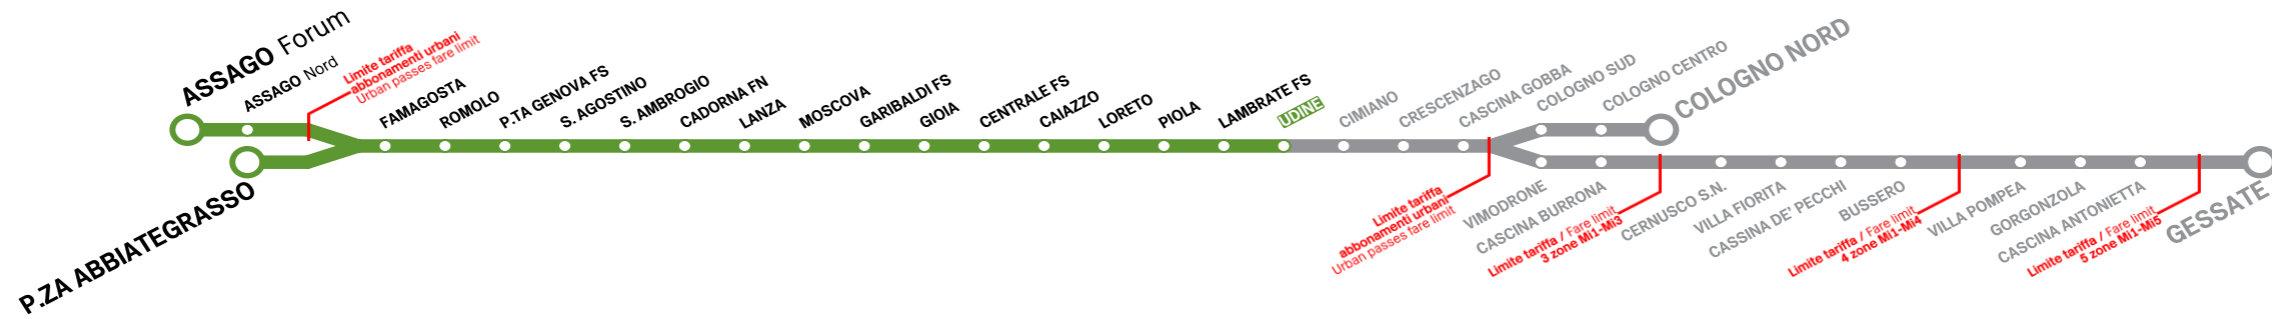 ASSAGO Forum
ASSAGO Nord
Limite tariffa
abbonamenti urbani
Urban passes fare limit
P.ZA ABBIATEGRASSO
FAMAGOSTA
ROMOLO
P.TA GENOVA FS
S. AGOSTINO
S. AMBROGIO
CADORNA FN
LANZA
MOSCOVA
GARIBALDI FS
GIOIA
CENTRALE FS
CAIAZZO
LORETO
PIOLA
LAMBRATE FS
UDINE
CIMIANO
CRESCENZAGO
CASCINA GOBBA
COLOGNO SUD
COLOGNO CENTRO
COLOGNO NORD
Limite tariffa
abbonamenti urbani
Urban passes fare limit
VIMODRONE
CASCINA BURRONA
Limite tariffa / Fare limit
3 zone Mi1-Mi3
CERNUSCO S.N.
VILLA FIORITA
CASSINA DE' PECCHI
BUSSERO
Limite tariffa / Fare limit
4 zone Mi1-Mi4
VILLA POMPEA
GORGONZOLA
CASCINA ANTONIETTA
Limite tariffa / Fare limit
5 zone Mi1-Mi5
GESSATE